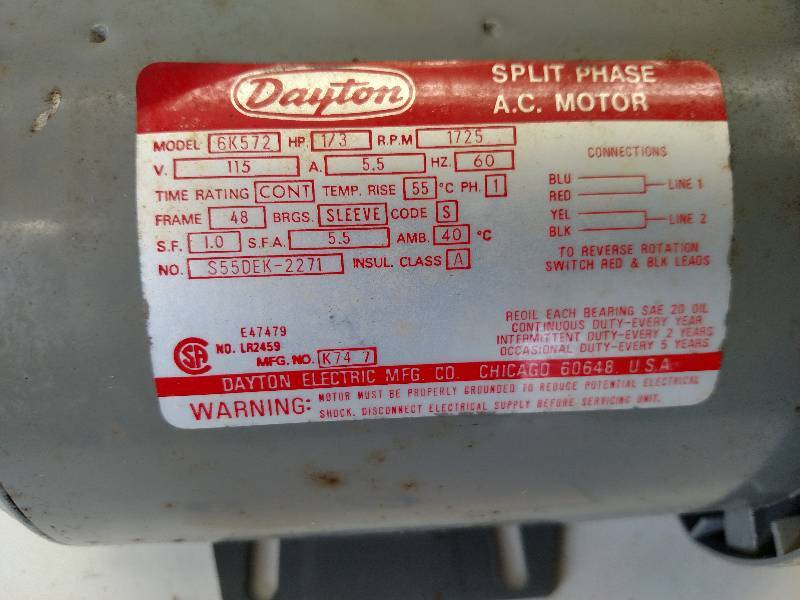 Dayton SPLIT PHASE A.C. MOTOR
MODEL 6K572 HP. 1/3 R.P.M 1725
V. 115 A. 5.5 HZ. 60
TIME RATING CONT TEMP. RISE 55 °C PH. 1
FRAME 48 BRGS. SLEEVE CODE S
S.F. 1.0 S.F.A. 5.5 AMB. 40 °C
NO. S55DEK-2271 INSUL. CLASS A
CONNECTIONS
BLU
RED
LINE 1
YEL
BLK
LINE 2
TO REVERSE ROTATION
SWITCH RED & BLK LEADS
REOIL EACH BEARING SAE 20 OIL
CONTINUOUS DUTY-EVERY YEAR
INTERMITTENT DUTY-EVERY 2 YEARS
OCCASIONAL DUTY-EVERY 5 YEARS
E47479
SA NO. LR2459
MFG. NO. K74 7
DAYTON ELECTRIC MFG. CO. CHICAGO 60648, U.S.A.
WARNING: MOTOR MUST BE PROPERLY GROUNDED TO REDUCE POTENTIAL ELECTRICAL
SHOCK. DISCONNECT ELECTRICAL SUPPLY BEFORE SERVICING UNIT.